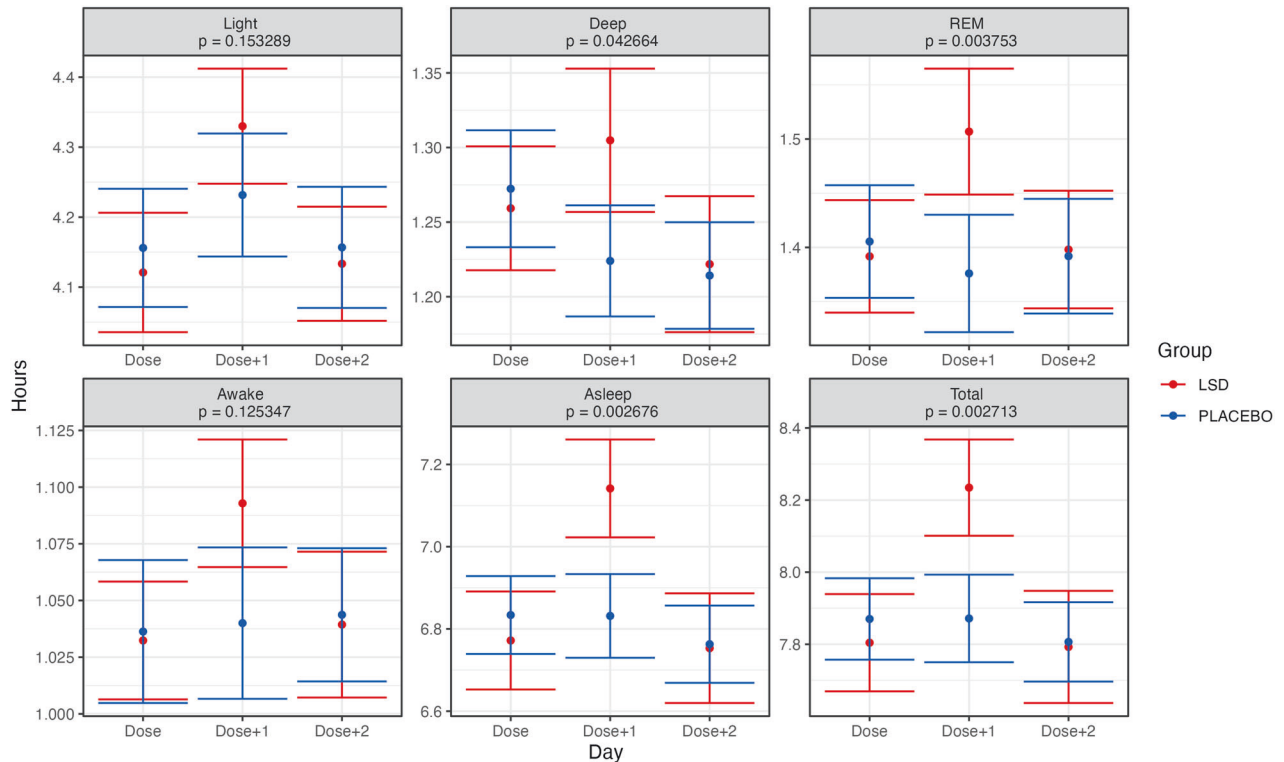 Light
p = 0.153289
Deep
p = 0.042664
REM
p = 0.003753
4.4
4.3
4.2
4.1
1.35
1.30
1.25
1.20
1.5
1.4
Dose Dose+1 Dose+2
Dose Dose+1 Dose+2
Dose Dose+1 Dose+2
Hours
Awake
p = 0.125347
Asleep
p = 0.002676
Total
p = 0.002713
1.125
1.100
1.075
1.050
1.025
1.000
7.2
7.0
6.8
6.6
8.4
8.2
8.0
7.8
Dose Dose+1 Dose+2
Dose Dose+1 Dose+2
Dose Dose+1 Dose+2
Day
Group
LSD
PLACEBO